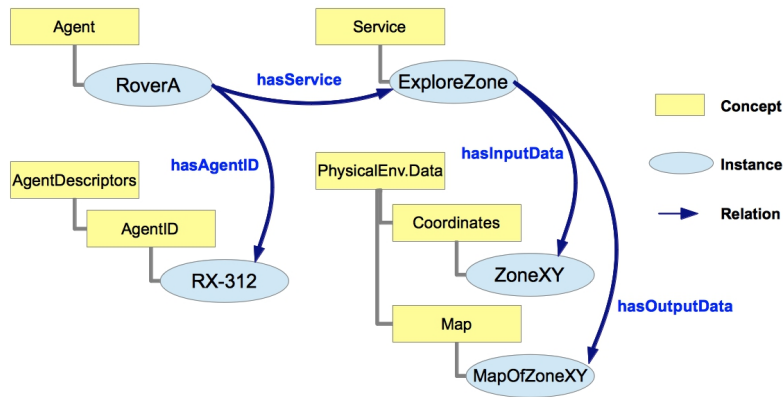 Agent
Service
RoverA
hasService
ExploreZone
Concept
hasAgentID
hasInputData
Instance
AgentDescriptors
PhysicalEnv.Data
AgentID
Coordinates
Relation
RX-312
ZoneXY
hasOutputData
Map
MapOfZoneXY